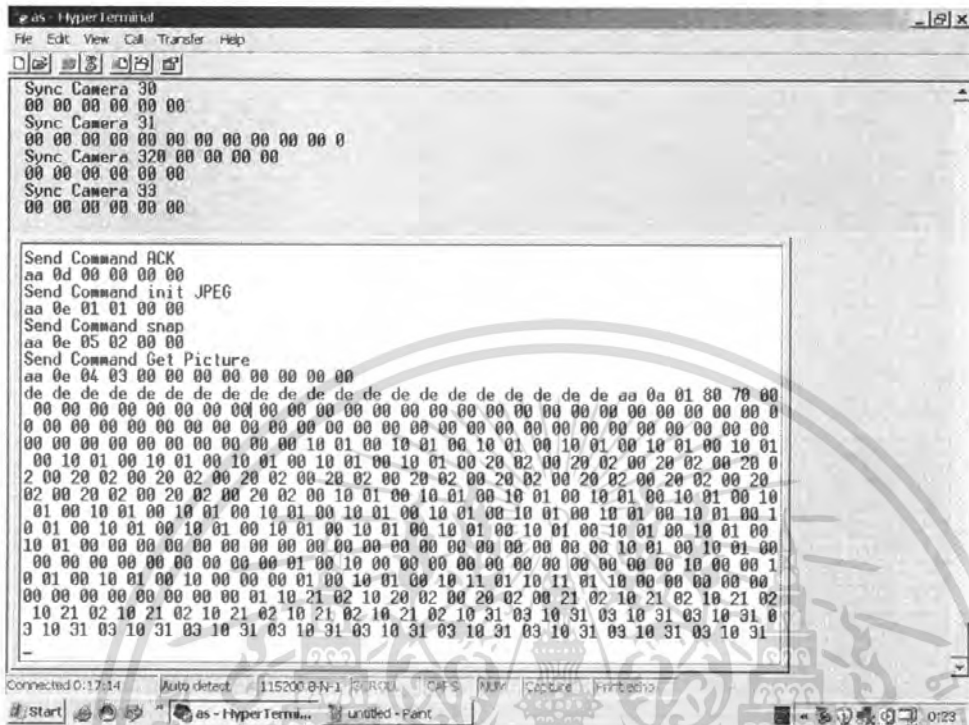 as - HyperTerminal
File Edit View Call Transfer Help
Sync Camera 30
00 00 00 00 00 00
Sync Camera 31
00 00 00 00 00 00 00 00 00 00 00 0
Sync Camera 320 00 00 00 00
00 00 00 00 00 00
Sync Camera 33
00 00 00 00 00 00
Send Command ACK
aa 0d 00 00 00 00
Send Command init JPEG
aa 0e 01 01 00 00
Send Command snap
aa 0e 05 02 00 00
Send Command Get Picture
aa 0e 04 03 00 00 00 00 00 00 00 00
de de de de de de de de de de de de de de de de de de de de de aa 0a 01 80 70 00
00 00 00 00 00 00 00 00 00 00 00 00 00 00 00 00 00 00 00 00 00 00 00 00 00 00 0
0 00 00 00 00 00 00 00 00 00 00 00 00 00 00 00 00 00 00 00 00 00 00 00 00 00 00
00 00 00 00 00 00 00 00 00 00 10 01 00 10 01 00 10 01 00 10 01 00 10 01 00 10 01
00 10 01 00 10 01 00 10 01 00 10 01 00 10 01 00 20 02 00 20 02 00 20 02 00 20 0
2 00 20 02 00 20 02 00 20 02 00 20 02 00 20 02 00 20 02 00 20 02 00 20 02 00 20
02 00 20 02 00 20 02 00 20 02 00 10 01 00 10 01 00 10 01 00 10 01 00 10 01 00 10
01 00 10 01 00 10 01 00 10 01 00 10 01 00 10 01 00 10 01 00 10 01 00 10 01 00 1
0 01 00 10 01 00 10 01 00 10 01 00 10 01 00 10 01 00 10 01 00 10 01 00 10 01 00
10 01 00 00 00 00 00 00 00 00 00 00 00 00 00 00 00 00 00 00 00 10 01 00 10 01 00
00 00 00 00 00 00 00 00 00 01 00 10 00 00 00 00 00 00 00 00 00 00 00 10 00 00 1
0 01 00 10 01 00 10 00 00 00 01 00 10 01 00 10 11 01 10 11 01 10 00 00 00 00 00
00 00 00 00 00 00 00 00 01 10 21 02 10 20 02 00 20 02 00 21 02 10 21 02 10 21 02
10 21 02 10 21 02 10 21 02 10 21 02 10 21 02 10 31 03 10 31 03 10 31 03 10 31 0
3 10 31 03 10 31 03 10 31 03 10 31 03 10 31 03 10 31 03 10 31 03 10 31 03 10 31
Connected 0:17:14 Auto detect 115200 8-N-1 SCROLL CAPS NUM Capture Print echo
Start as - HyperTermi... untitled - Paint 0:23